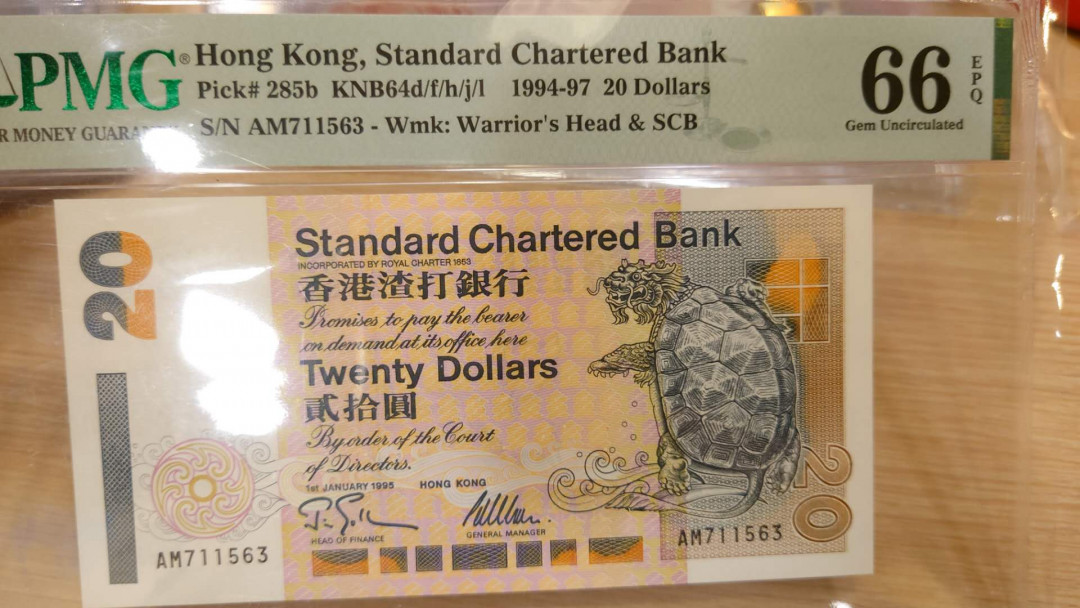 PMG® Hong Kong, Standard Chartered Bank
Pick# 285b KNB64d/f/h/j/l 1994-97 20 Dollars
S/N AM711563 - Wmk: Warrior's Head & SCB
MONEY
66
EPQ
Gem Uncirculated
20
Standard Chartered Bank
INCORPORATED BY ROYAL CHARTER 1853
香港渣打銀行
Promises to pay the bearer
on demand at its office here
Twenty Dollars
貳拾圓
By order of the Court
of Directors.
1st JANUARY 1995 HONG KONG
HEAD OF FINANCE
GENERAL MANAGER
AM711563
AM711563
20